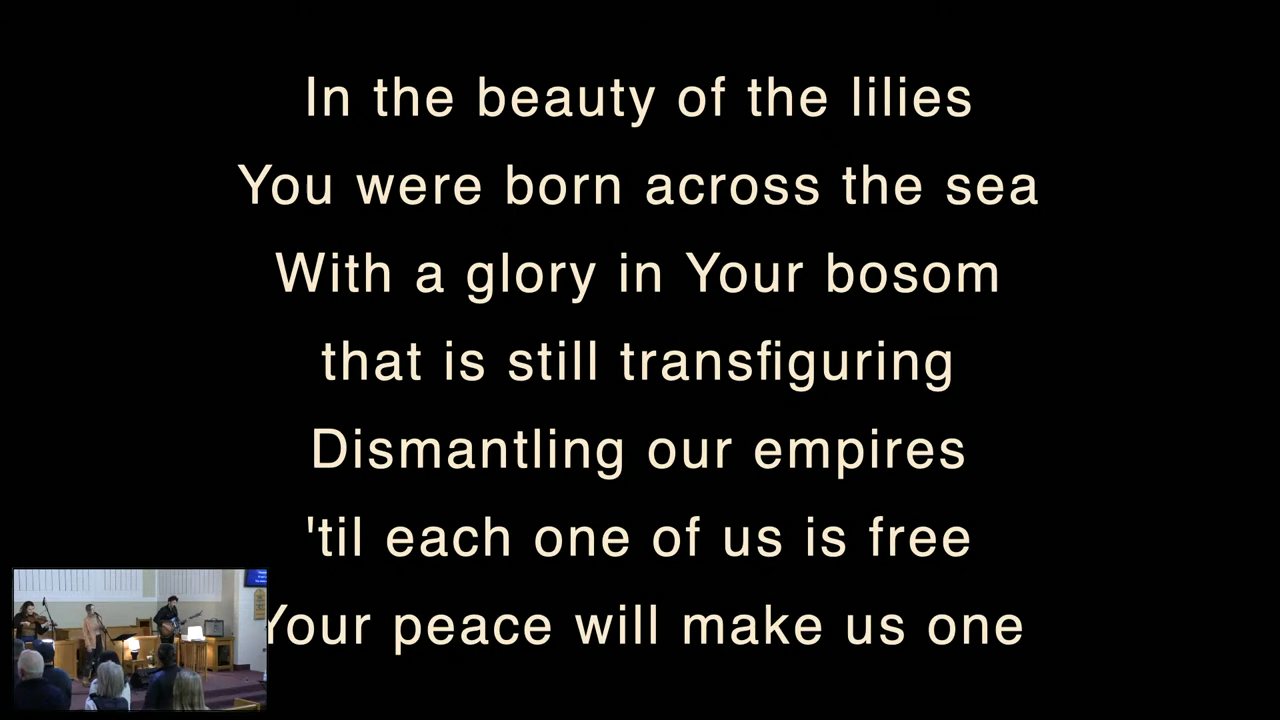 In the beauty of the lilies
You were born across the sea
With a glory in Your bosom
that is still transfiguring
Dismantling our empires
'til each one of us is free
Your peace will make us one